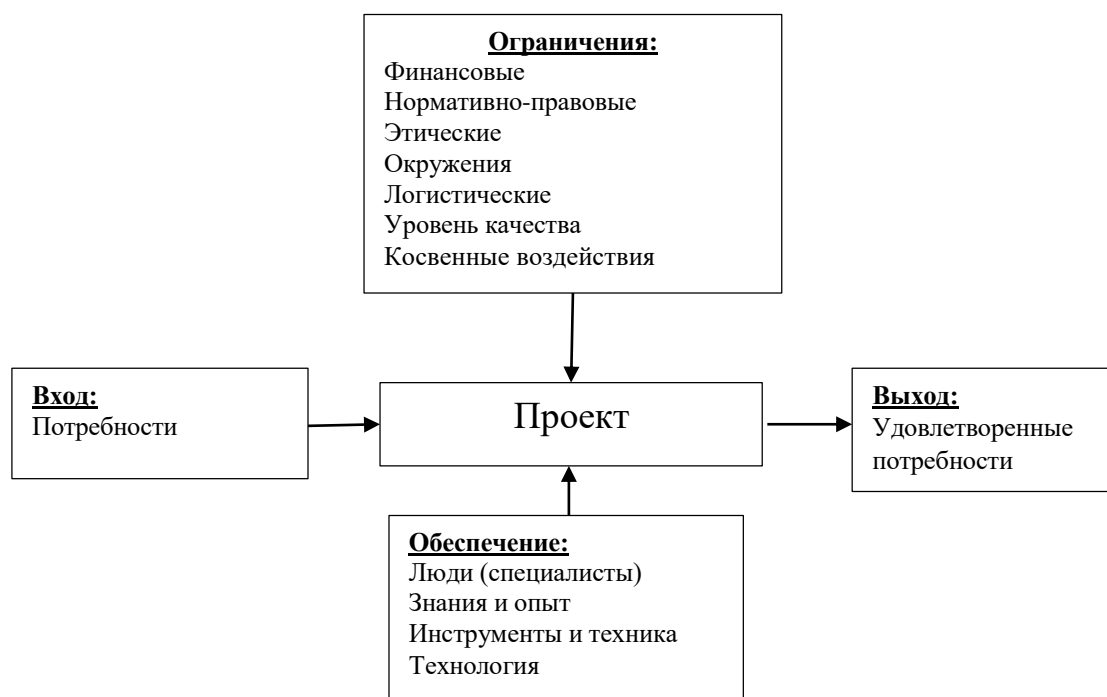 Ограничения:
Финансовые
Нормативно-правовые
Этические
Окружения
Логистические
Уровень качества
Косвенные воздействия
Вход:
Потребности
Проект
Выход:
Удовлетворенные
потребности
Обеспечение:
Люди (специалисты)
Знания и опыт
Инструменты и техника
Технология